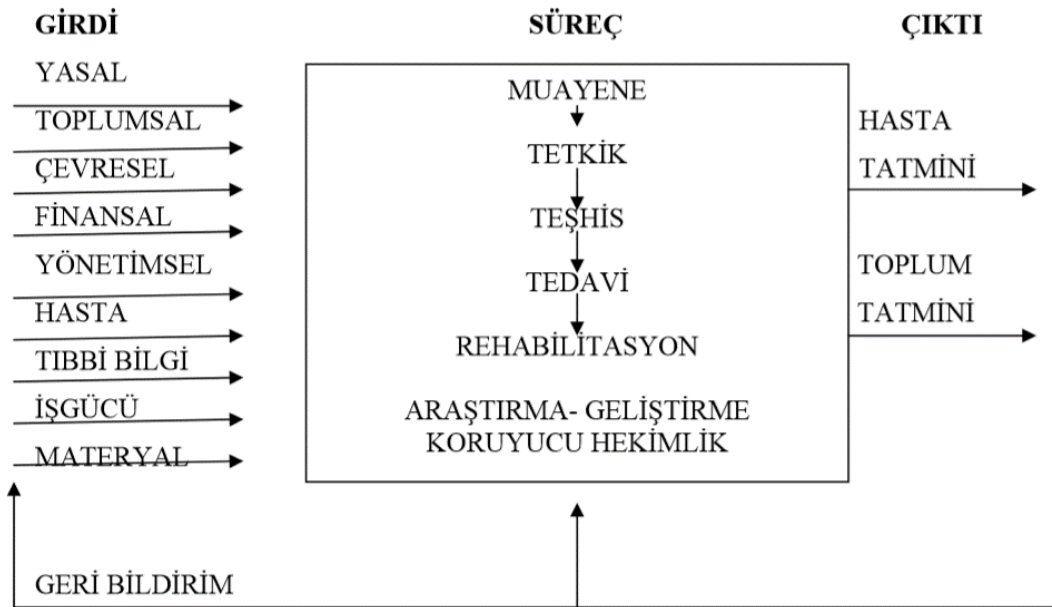 GİRDİ
YASAL
TOPLUMSAL
ÇEVRESEL
FİNANSAL
YÖNETİMSEL
HASTA
TIBBİ BİLGİ
İŞGÜCÜ
MATERYAL
GERİ BİLDİRİM
SÜREÇ
MUAYENE
TETKİK
TEŞHİS
TEDAVİ
REHABİLİTASYON
ARAŞTIRMA- GELİŞTİRME
KORUYUCU HEKİMLİK
ÇIKTI
HASTA
TATMİNİ
TOPLUM
TATMİNİ